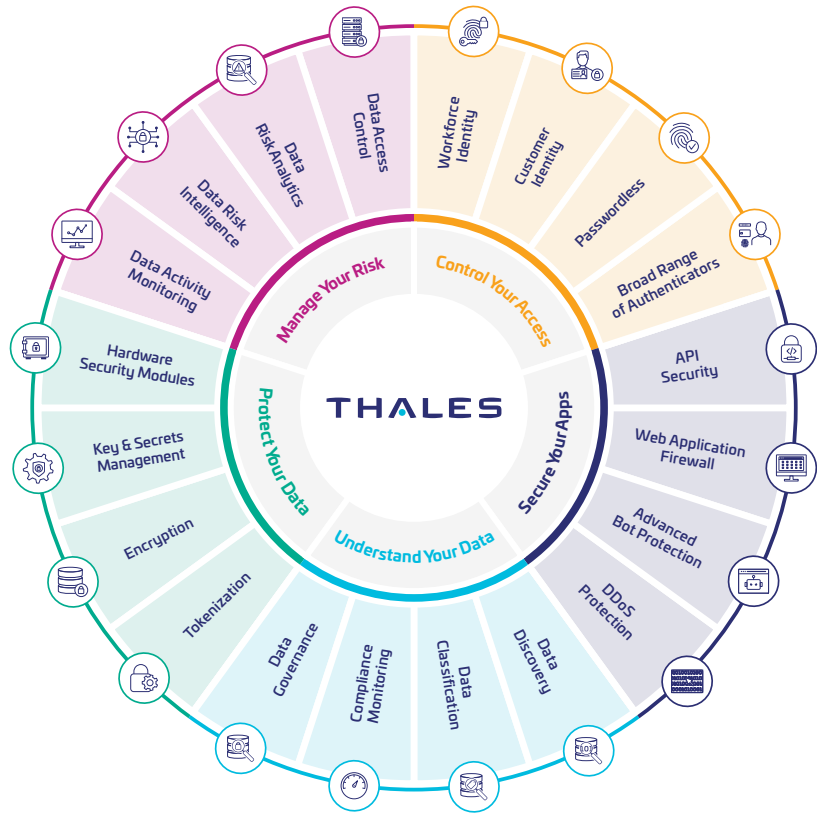 THALES
Control Your Access
Workforce
Identity
Customer
Identity
Passwordless
Broad Range
of Authenticators
Secure Your Apps
API
Security
Web Application
Firewall
Advanced
Bot Protection
DDoS
Protection
Understand Your Data
Data
Discovery
Data
Classification
Compliance
Monitoring
Data
Governance
Protect Your Data
Tokenization
Encryption
Key & Secrets
Management
Hardware
Security Modules
Manage Your Risk
Data Activity
Monitoring
Data Risk
Intelligence
Data
Risk Analytics
Data Access
Control